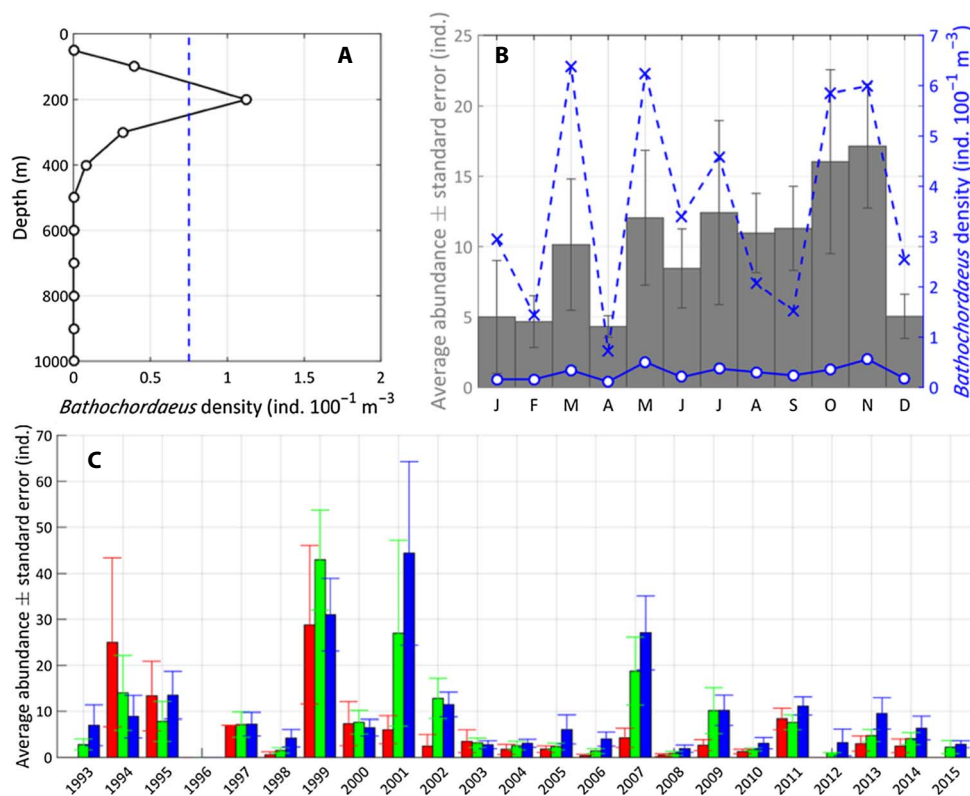 A
0
200
400
600
800
1000
Depth (m)
0 0.5 1 1.5 2
Bathochordaeus density (ind. 100⁻¹ m⁻³
B
25
20
15
10
5
0
Average abundance ± standard error (ind.)
7
6
5
4
3
2
1
0
Bathochordaeus density (ind. 100⁻¹ m⁻³)
J F M A M J J A S O N D
C
70
60
50
40
30
20
10
0
Average abundance ± standard error (ind.)
1993 1994 1995 1996 1997 1998 1999 2000 2001 2002 2003 2004 2005 2006 2007 2008 2009 2010 2011 2012 2013 2014 2015